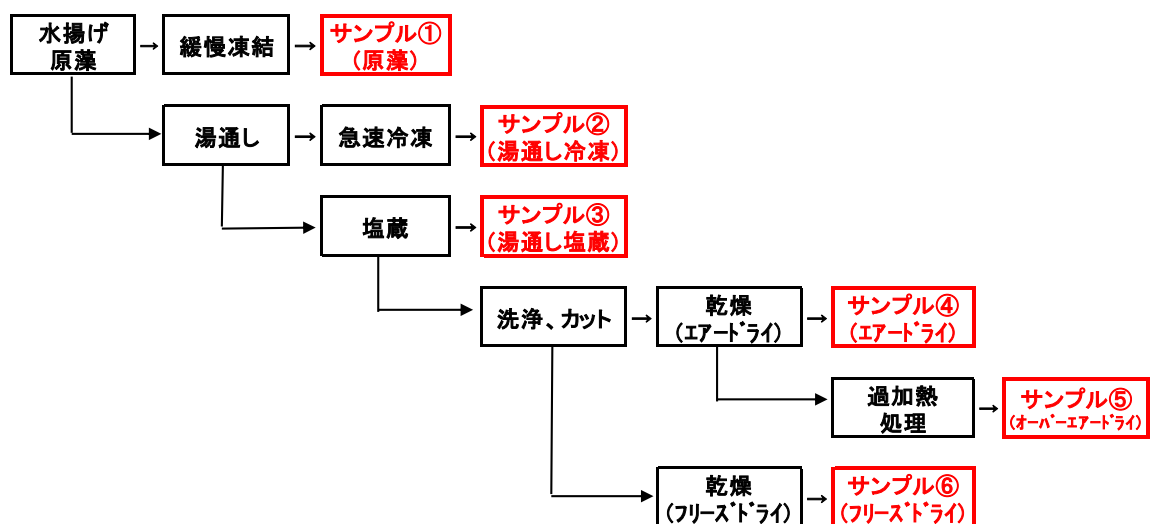 水揚げ
原藻
緩慢凍結
サンプル①
(原藻)
湯通し
急速冷凍
サンプル②
(湯通し冷凍)
塩蔵
サンプル③
(湯通し塩蔵)
洗浄、カット
乾燥
(エアードライ)
サンプル④
(エアードライ)
過加熱
処理
サンプル⑤
(オーバーエアードライ)
乾燥
(フリーズドライ)
サンプル⑥
(フリーズドライ)